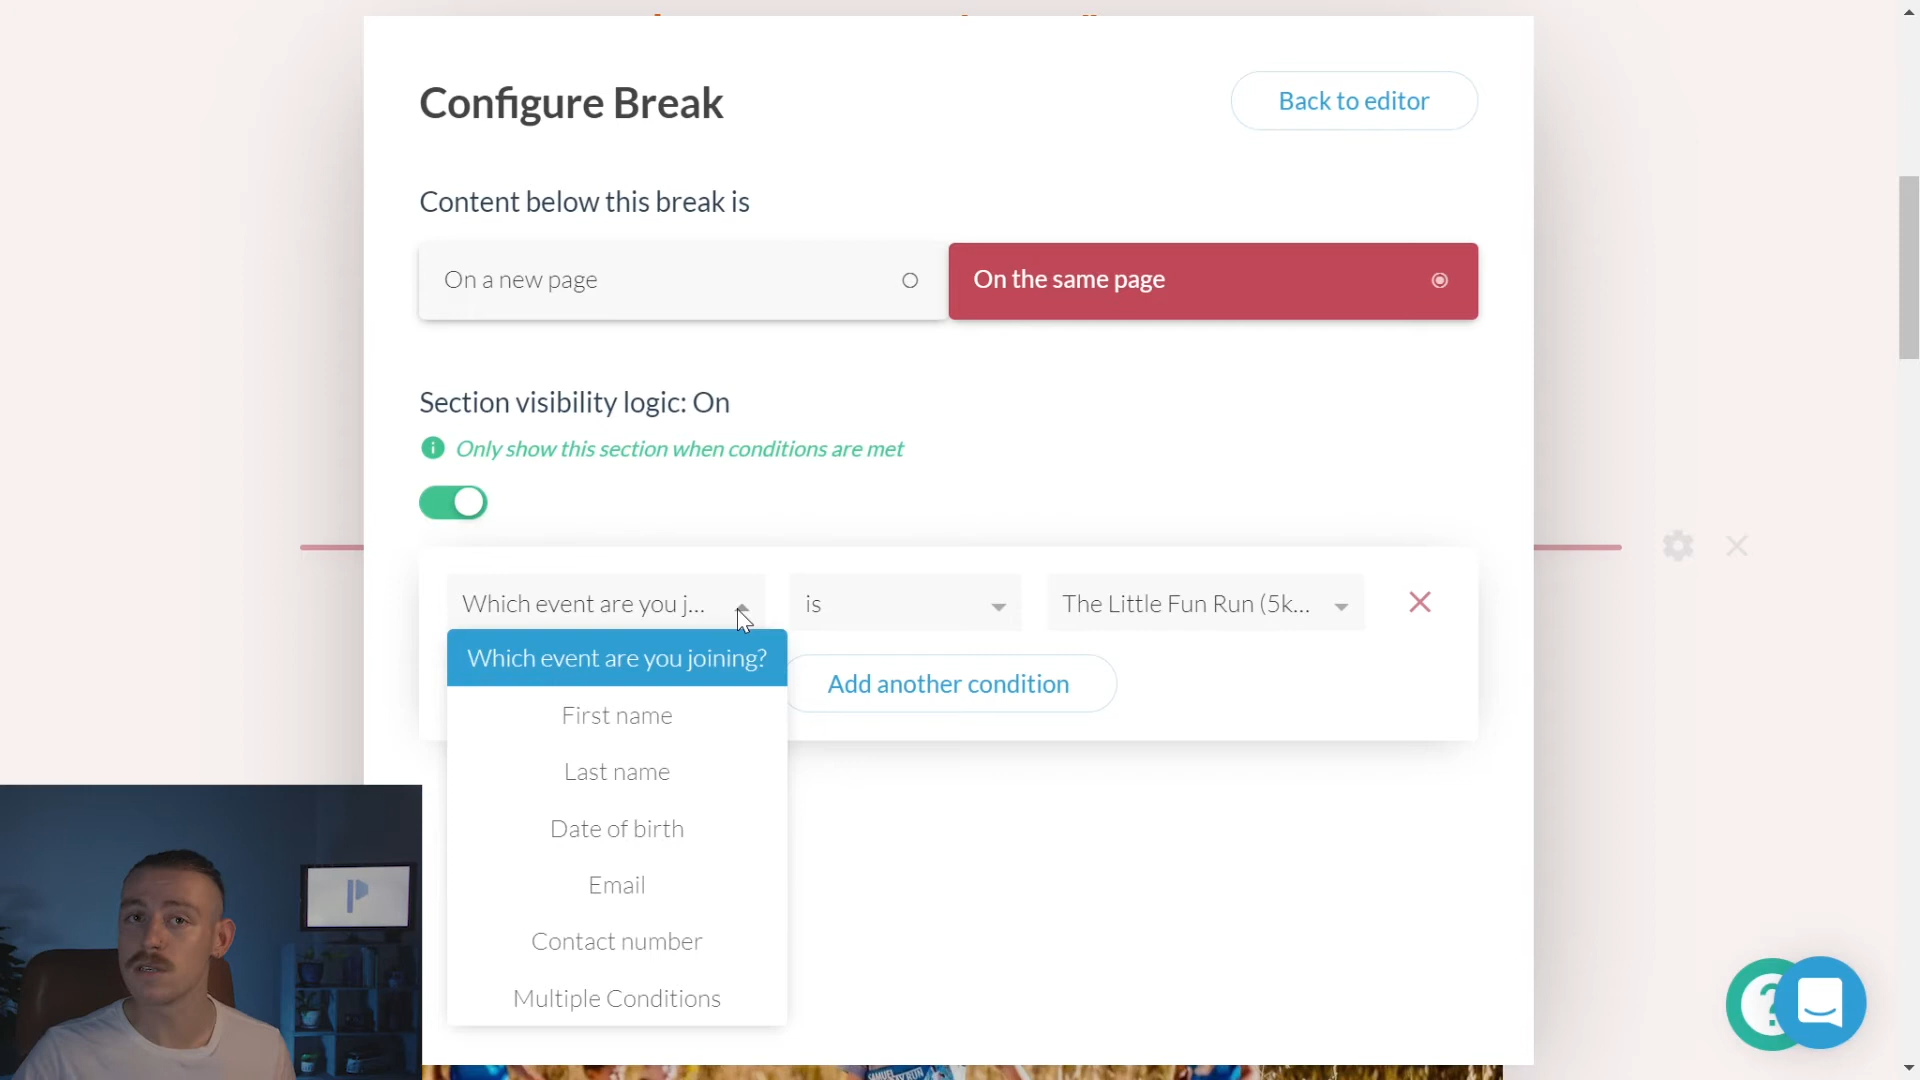 Configure Break
Back to editor
Content below this break is
On a new page
On the same page
Section visibility logic: On
Only show this section when conditions are met
Which event are you j...
is
The Little Fun Run (5k...
Which event are you joining?
Add another condition
First name
Last name
Date of birth
Email
Contact number
Multiple Conditions
?